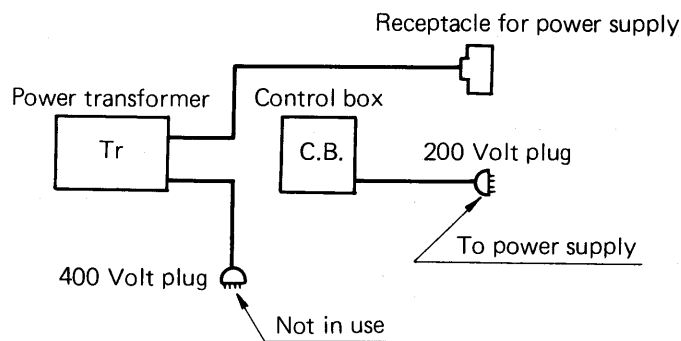 Receptacle for power supply
Power transformer
Control box
Tr
C.B.
200 Volt plug
To power supply
400 Volt plug
Not in use